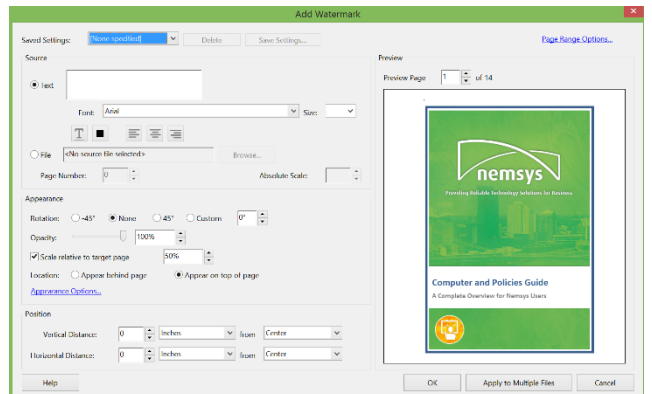 Add Watermark
Saved Settings: [None specified] Delete Save Settings... Page Range Options...
Source
Text
Font: Arial Size:
T
File <No source file selected> Browse...
Page Number: 0 Absolute Scale:
Appearance
Rotation: -45° None 45° Custom 0°
Opacity: 100%
Scale relative to target page 50%
Location: Appear behind page Appear on top of page
Appearance Options...
Position
Vertical Distance: 0 Inches from Center
Horizontal Distance: 0 Inches from Center
Preview
Preview Page 1 of 14
nemsys
Providing Reliable Technology Solutions for Business
Computer and Policies Guide
A Complete Overview for Nemsys Users
Help OK Apply to Multiple Files Cancel